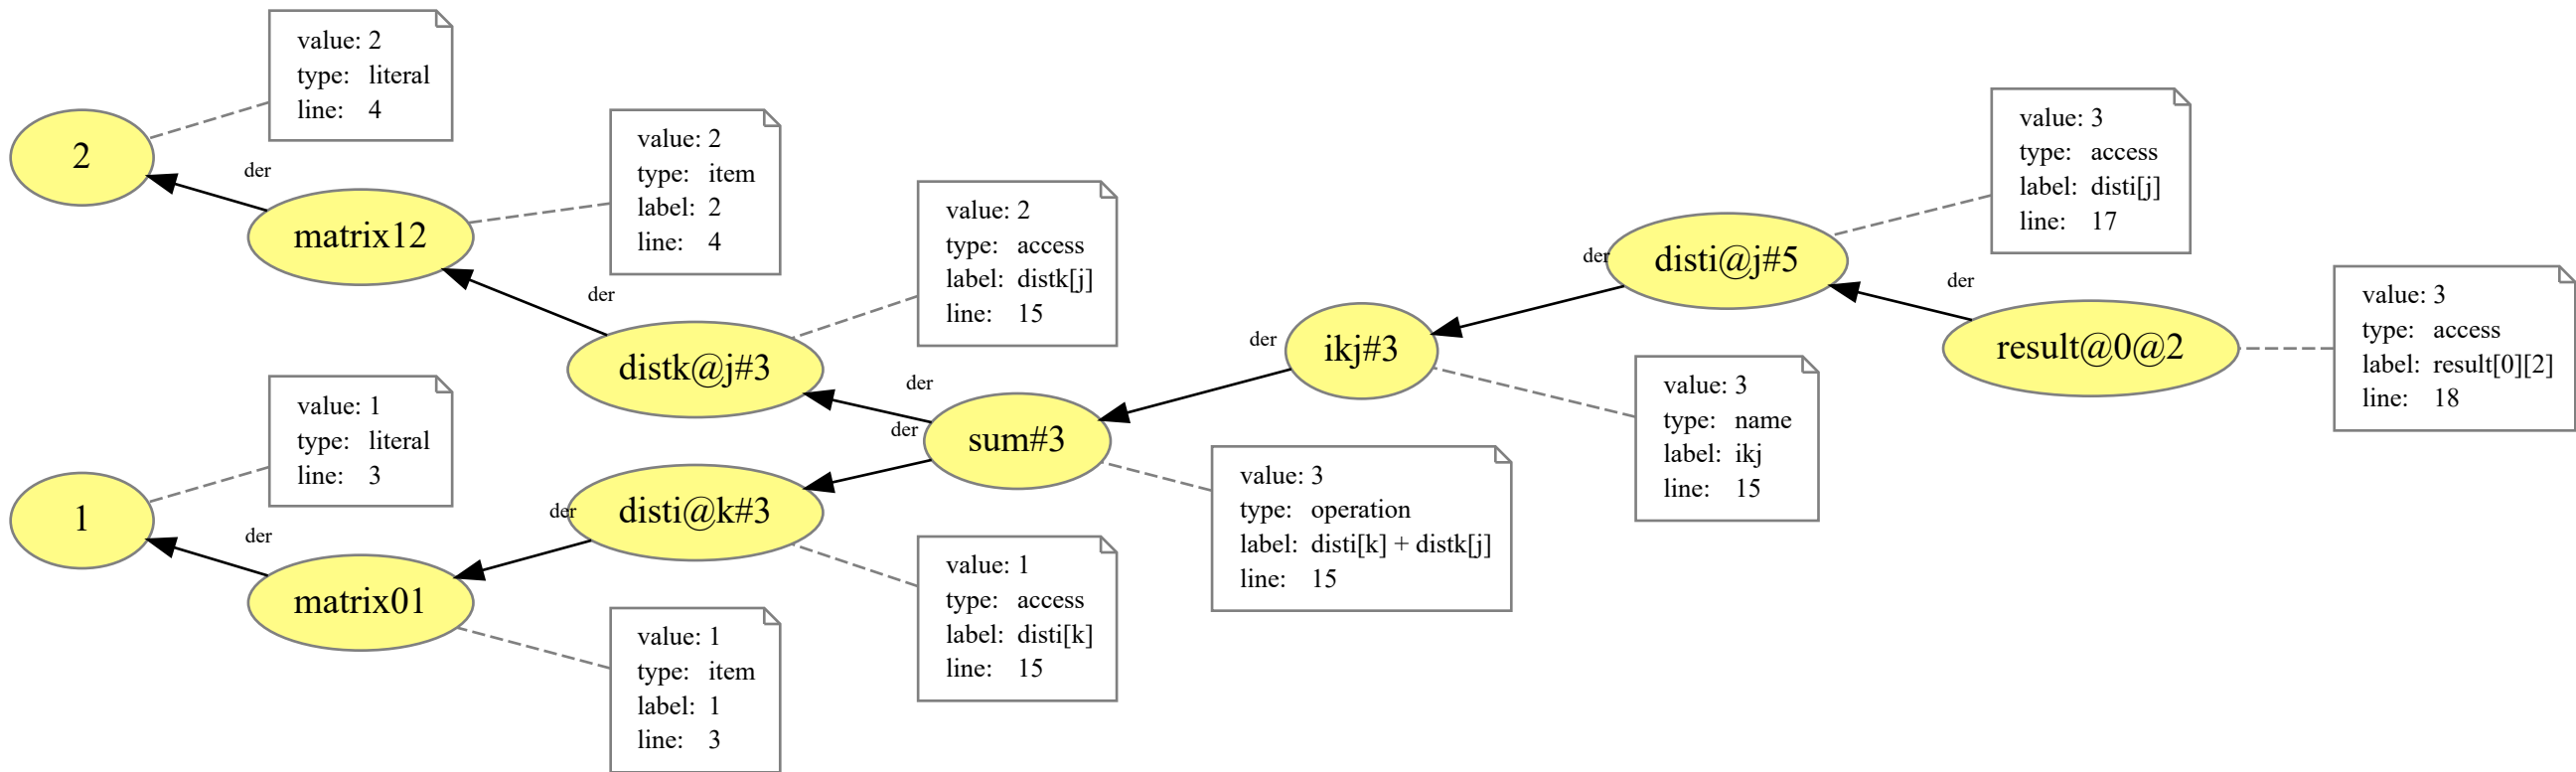 value: 2
type: literal
line: 4
2
der
matrix12
value: 2
type: item
label: 2
line: 4
der
distk@j#3
value: 2
type: access
label: distk[j]
line: 15
value: 1
type: literal
line: 3
1
der
matrix01
value: 1
type: item
label: 1
line: 3
der
disti@k#3
value: 1
type: access
label: disti[k]
line: 15
der
der
sum#3
value: 3
type: operation
label: disti[k] + distk[j]
line: 15
der
ikj#3
value: 3
type: name
label: ikj
line: 15
der
disti@j#5
value: 3
type: access
label: disti[j]
line: 17
der
result@0@2
value: 3
type: access
label: result[0][2]
line: 18